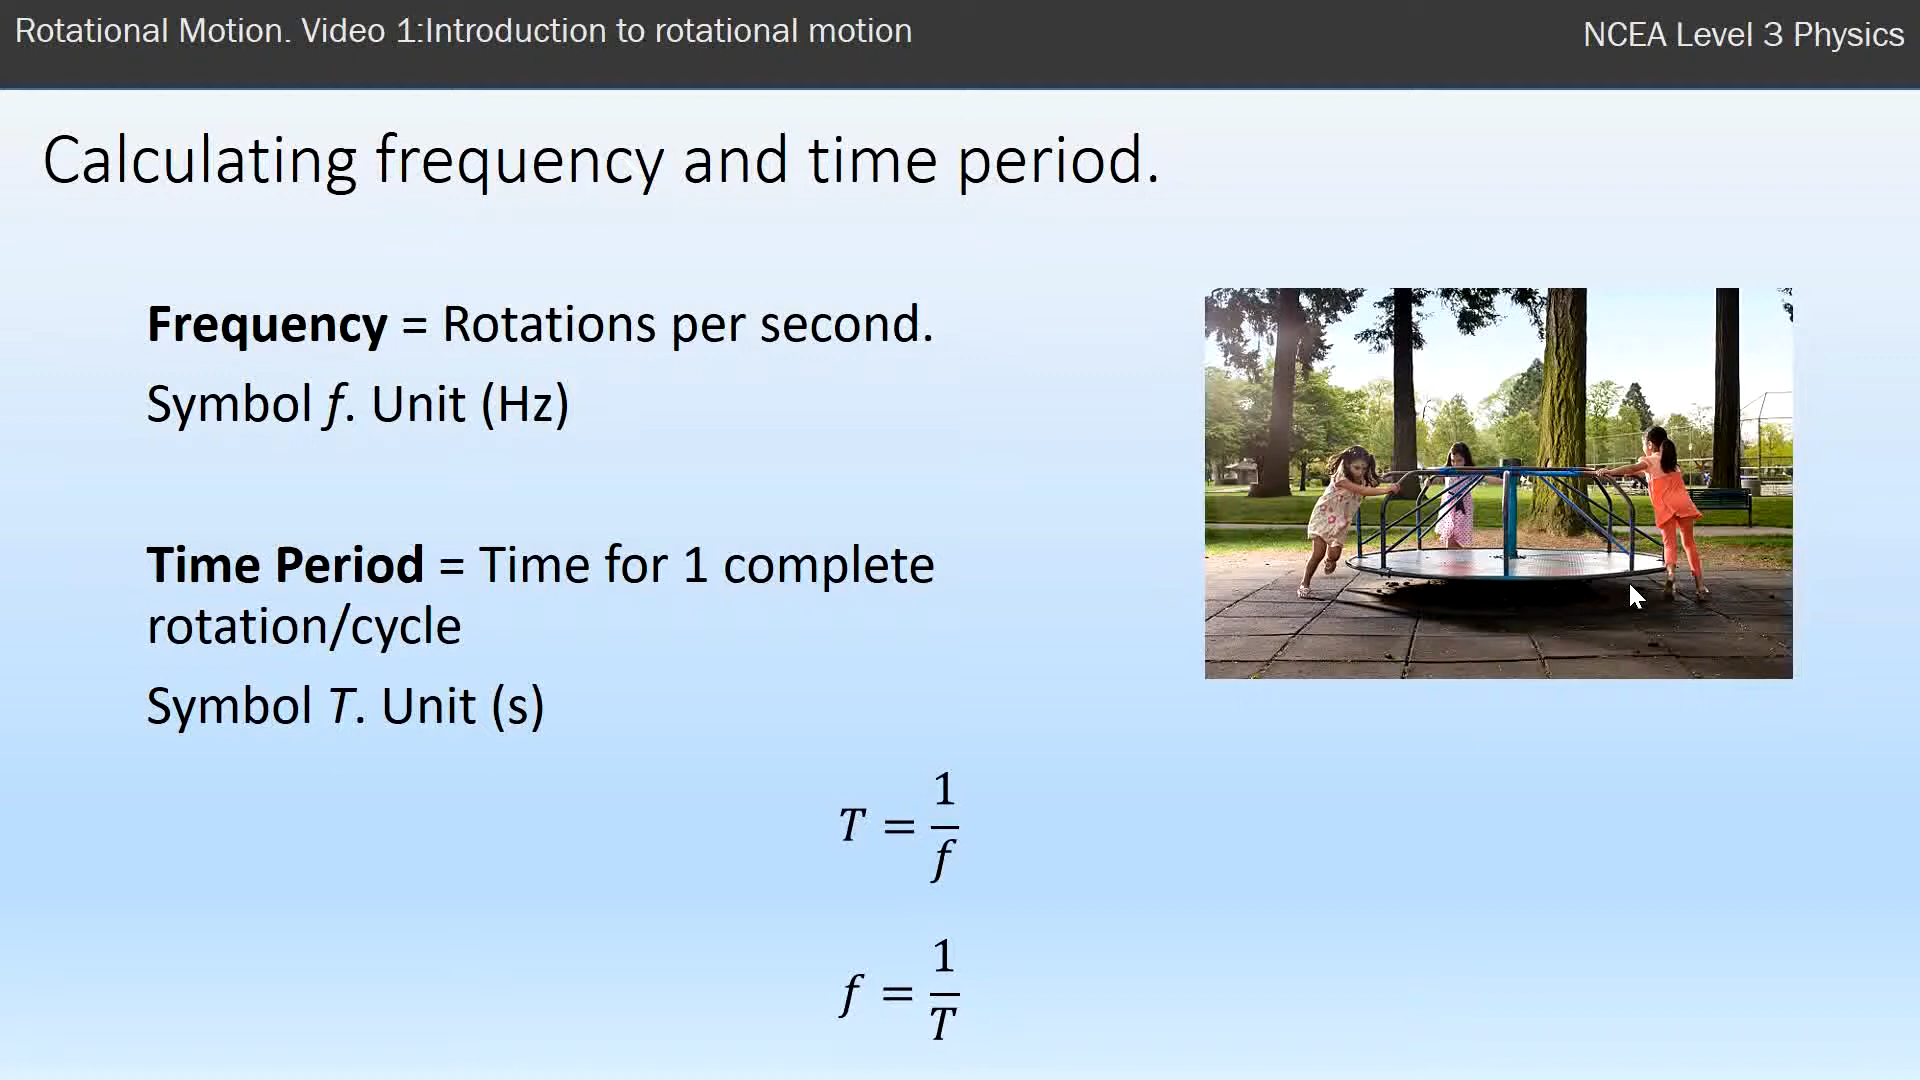 Rotational Motion. Video 1:Introduction to rotational motion
NCEA Level 3 Physics
Calculating frequency and time period.
Frequency = Rotations per second.
Symbol f. Unit (Hz)
Time Period = Time for 1 complete
rotation/cycle
Symbol T. Unit (s)
T = 1/f
f = 1/T